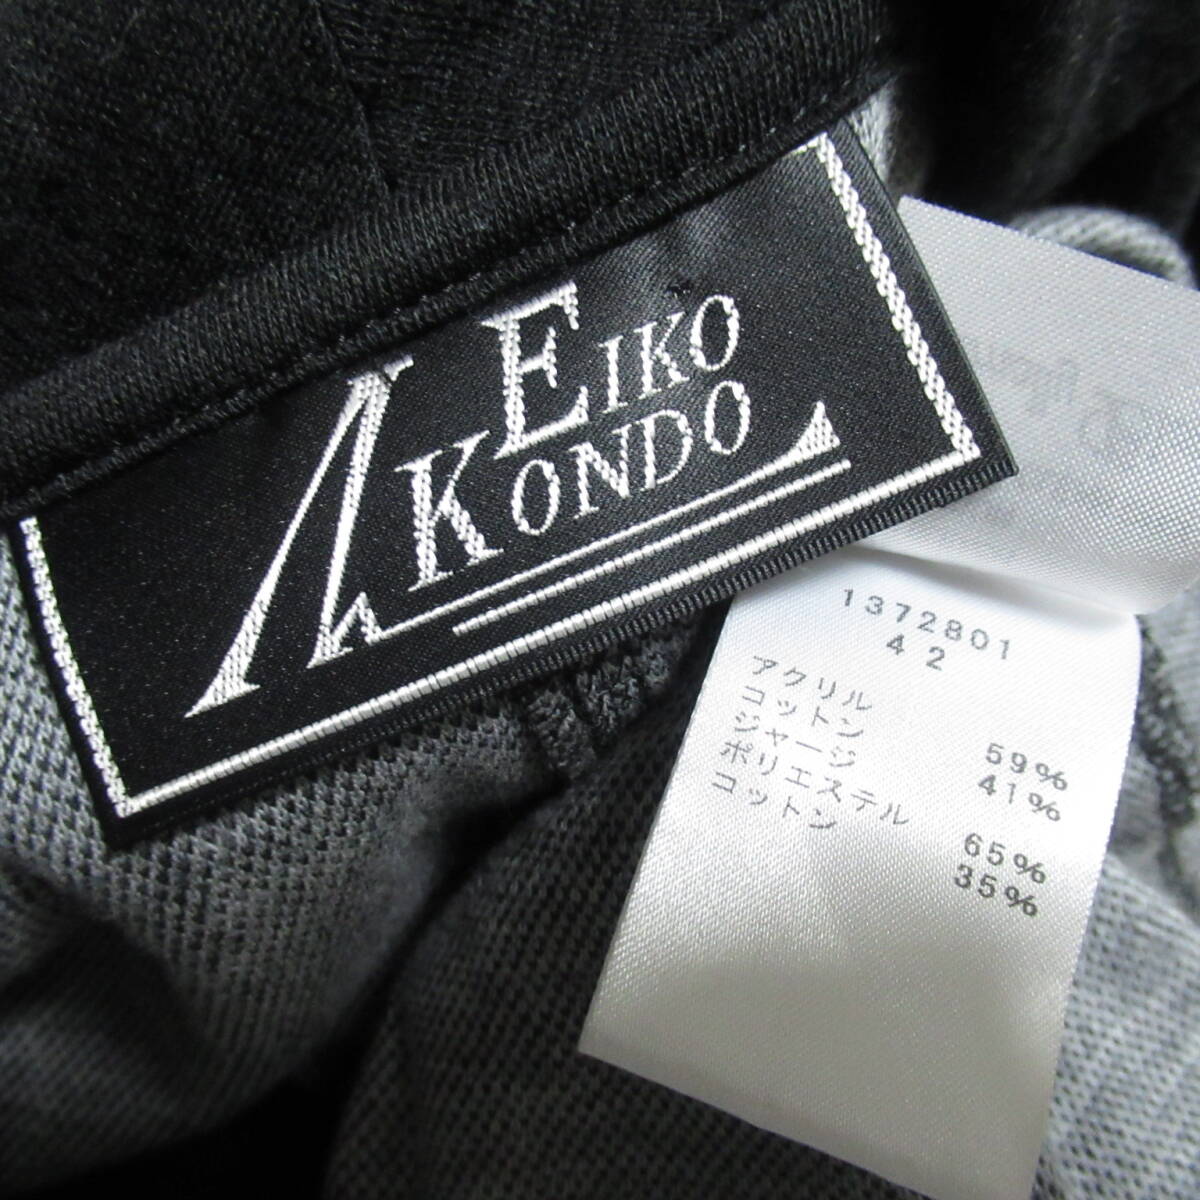 EIKO
KONDO
1372801
42
アクリル 59%
コットン 41%
ジャージ
ポリエステル 65%
コットン 35%